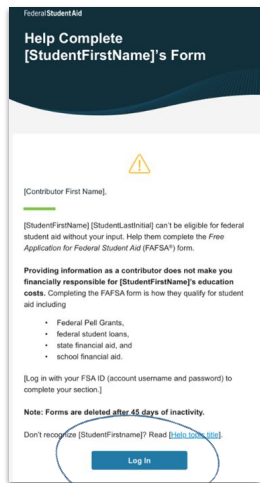 Federal Student Aid
Help Complete
[StudentFirstName]'s Form
[Contributor First Name],
[StudentFirstName] [StudentLastInitial] can't be eligible for federal
student aid without your input. Help them complete the Free
Application for Federal Student Aid (FAFSA®) form.
Providing information as a contributor does not make you
financially responsible for [StudentFirstName]'s education
costs. Completing the FAFSA form is how they qualify for student
aid including
• Federal Pell Grants,
• federal student loans,
• state financial aid, and
• school financial aid.
[Log in with your FSA ID (account username and password) to
complete your section.]
Note: Forms are deleted after 45 days of inactivity.
Don't recognize [StudentFirstname]? Read [Help topic title].
Log In